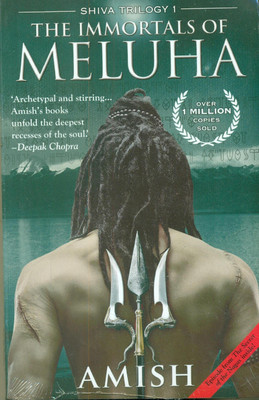 SHIVA TRILOGY 1
THE IMMORTALS OF
MELUHA
'Archetypal and stirring...
Amish's books
unfold the deepest
recesses of the soul.'
–Deepak Chopra
OVER
1 MILLION
COPIES
SOLD
AMISH